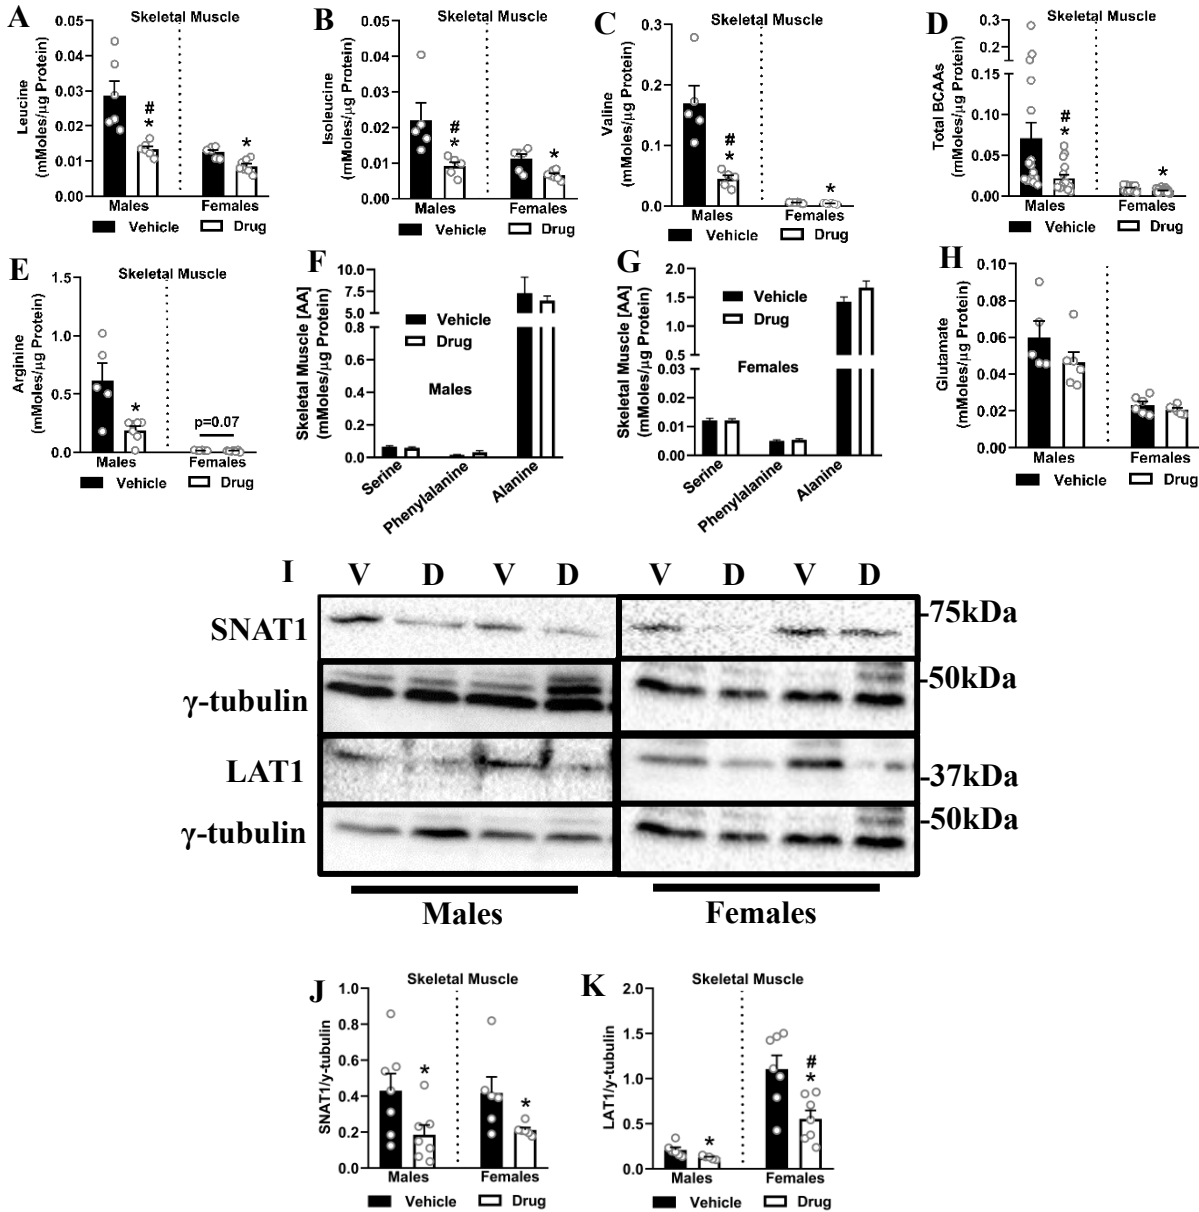 A
Skeletal Muscle
Leucine
(mMoles/µg Protein)
0.05
0.04
0.03
0.02
0.01
0.00
#
*
*
Males
Females
Vehicle
Drug
B
Skeletal Muscle
Isoleucine
(mMoles/µg Protein)
0.05
0.04
0.03
0.02
0.01
0.00
#
*
*
Males
Females
Vehicle
Drug
C
Skeletal Muscle
Valine
(mMoles/µg Protein)
0.3
0.2
0.1
0.0
#
*
*
Males
Females
Vehicle
Drug
D
Skeletal Muscle
Total BCAAs
(mMoles/µg Protein)
0.3
0.2
0.15
0.10
0.05
0.00
#
*
*
Males
Females
Vehicle
Drug
E
Skeletal Muscle
Arginine
(mMoles/µg Protein)
1.5
1.0
0.5
0.0
*
p=0.07
Males
Females
Vehicle
Drug
F
Skeletal Muscle [AA]
(mMoles/µg Protein)
10.0
7.5
5.0
2.5
0.8
0.6
0.4
0.2
0.0
Vehicle
Drug
Males
Serine
Phenylalanine
Alanine
G
Skeletal Muscle [AA]
(mMoles/µg Protein)
2.0
1.5
1.0
0.5
0.03
0.02
0.01
0.00
Vehicle
Drug
Females
Serine
Phenylalanine
Alanine
H
Glutamate
(mMoles/µg Protein)
0.10
0.08
0.06
0.04
0.02
0.00
Males
Females
Vehicle
Drug
I
V D V D V D V D
SNAT1
-75kDa
γ-tubulin
-50kDa
LAT1
-37kDa
γ-tubulin
-50kDa
Males
Females
J
Skeletal Muscle
SNAT1/y-tubulin
1.0
0.8
0.6
0.4
0.2
0.0
*
*
Males
Females
Vehicle
Drug
K
Skeletal Muscle
LAT1/y-tubulin
2.0
1.5
1.0
0.5
0.0
*
#
*
Males
Females
Vehicle
Drug